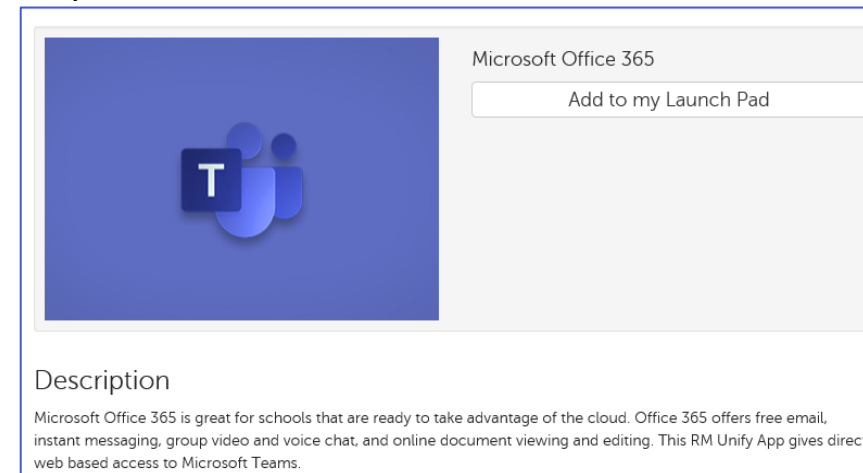 Microsoft Office 365
Add to my Launch Pad
T
Description
Microsoft Office 365 is great for schools that are ready to take advantage of the cloud. Office 365 offers free email,
instant messaging, group video and voice chat, and online document viewing and editing. This RM Unify App gives direc
web based access to Microsoft Teams.